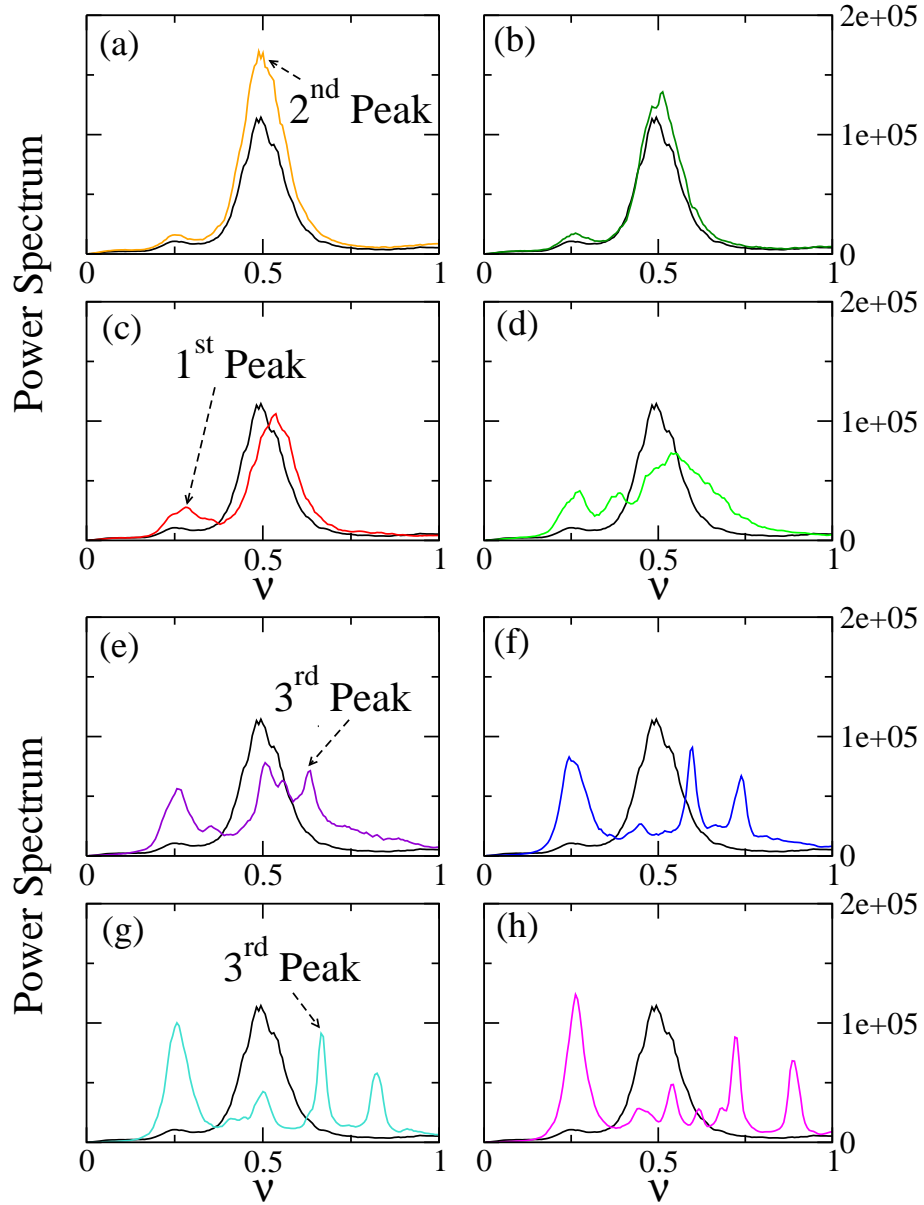 (a)
2nd Peak
(b)
2e+05
1e+05
0
0 0.5 1
0 0.5 1
Power Spectrum
(c)
1st Peak
(d)
2e+05
1e+05
0
0 0.5 1
0 0.5 1
ν
ν
(e)
3rd Peak
(f)
2e+05
1e+05
0
0 0.5 1
0 0.5 1
Power Spectrum
(g)
3rd Peak
(h)
2e+05
1e+05
0
0 0.5 1
0 0.5 1
ν
ν